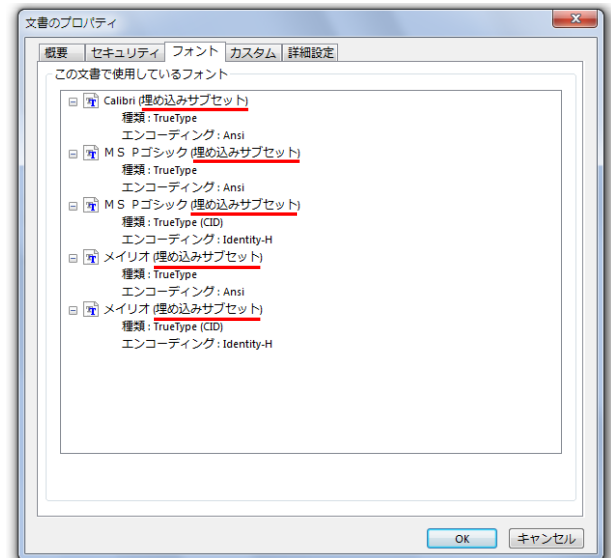 文書のプロパティ
概要 セキュリティ フォント カスタム 詳細設定
この文書で使用しているフォント
Calibri (埋め込みサブセット)
種類 : TrueType
エンコーディング : Ansi
ＭＳ Ｐゴシック (埋め込みサブセット)
種類 : TrueType
エンコーディング : Ansi
ＭＳ Ｐゴシック (埋め込みサブセット)
種類 : TrueType (CID)
エンコーディング : Identity-H
メイリオ (埋め込みサブセット)
種類 : TrueType
エンコーディング : Ansi
メイリオ (埋め込みサブセット)
種類 : TrueType (CID)
エンコーディング : Identity-H
OK キャンセル